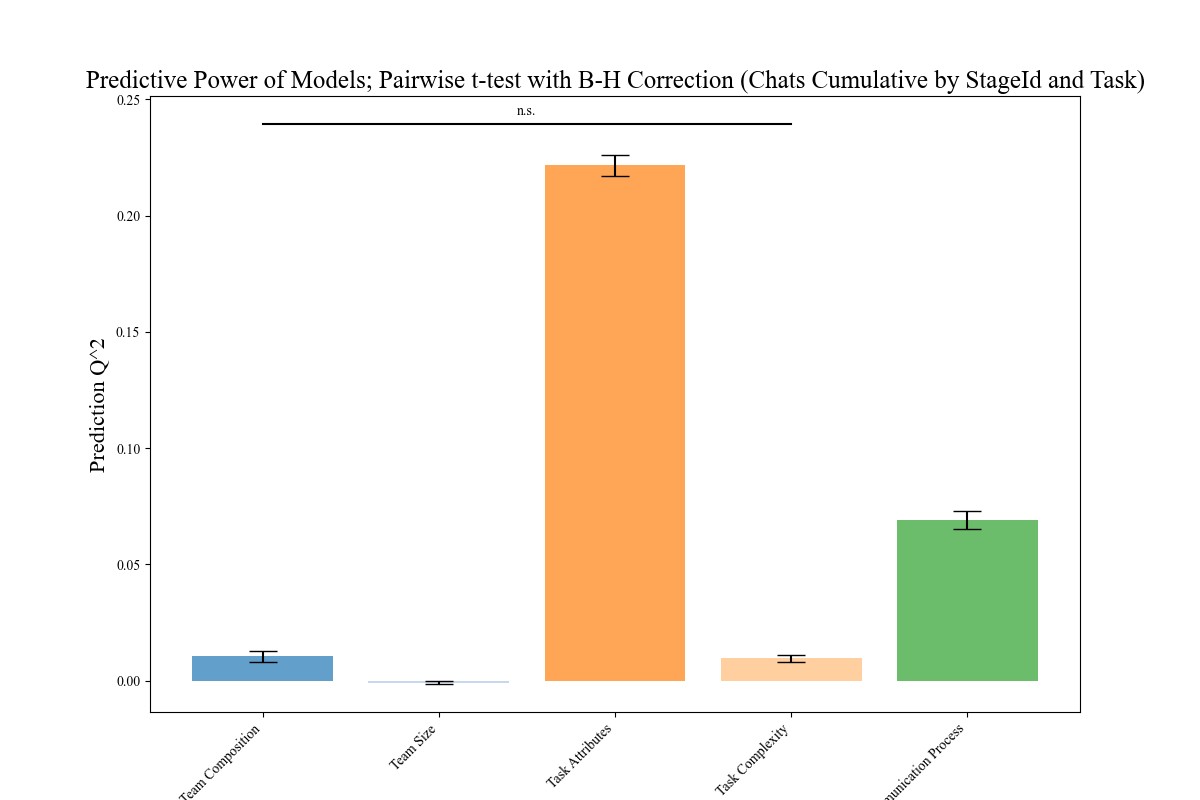 Predictive Power of Models; Pairwise t-test with B-H Correction (Chats Cumulative by StageId and Task)
0.25
n.s.
0.20
0.15
Prediction Q^2
0.10
0.05
0.00
Team Composition
Team Size
Task Attributes
Task Complexity
Process